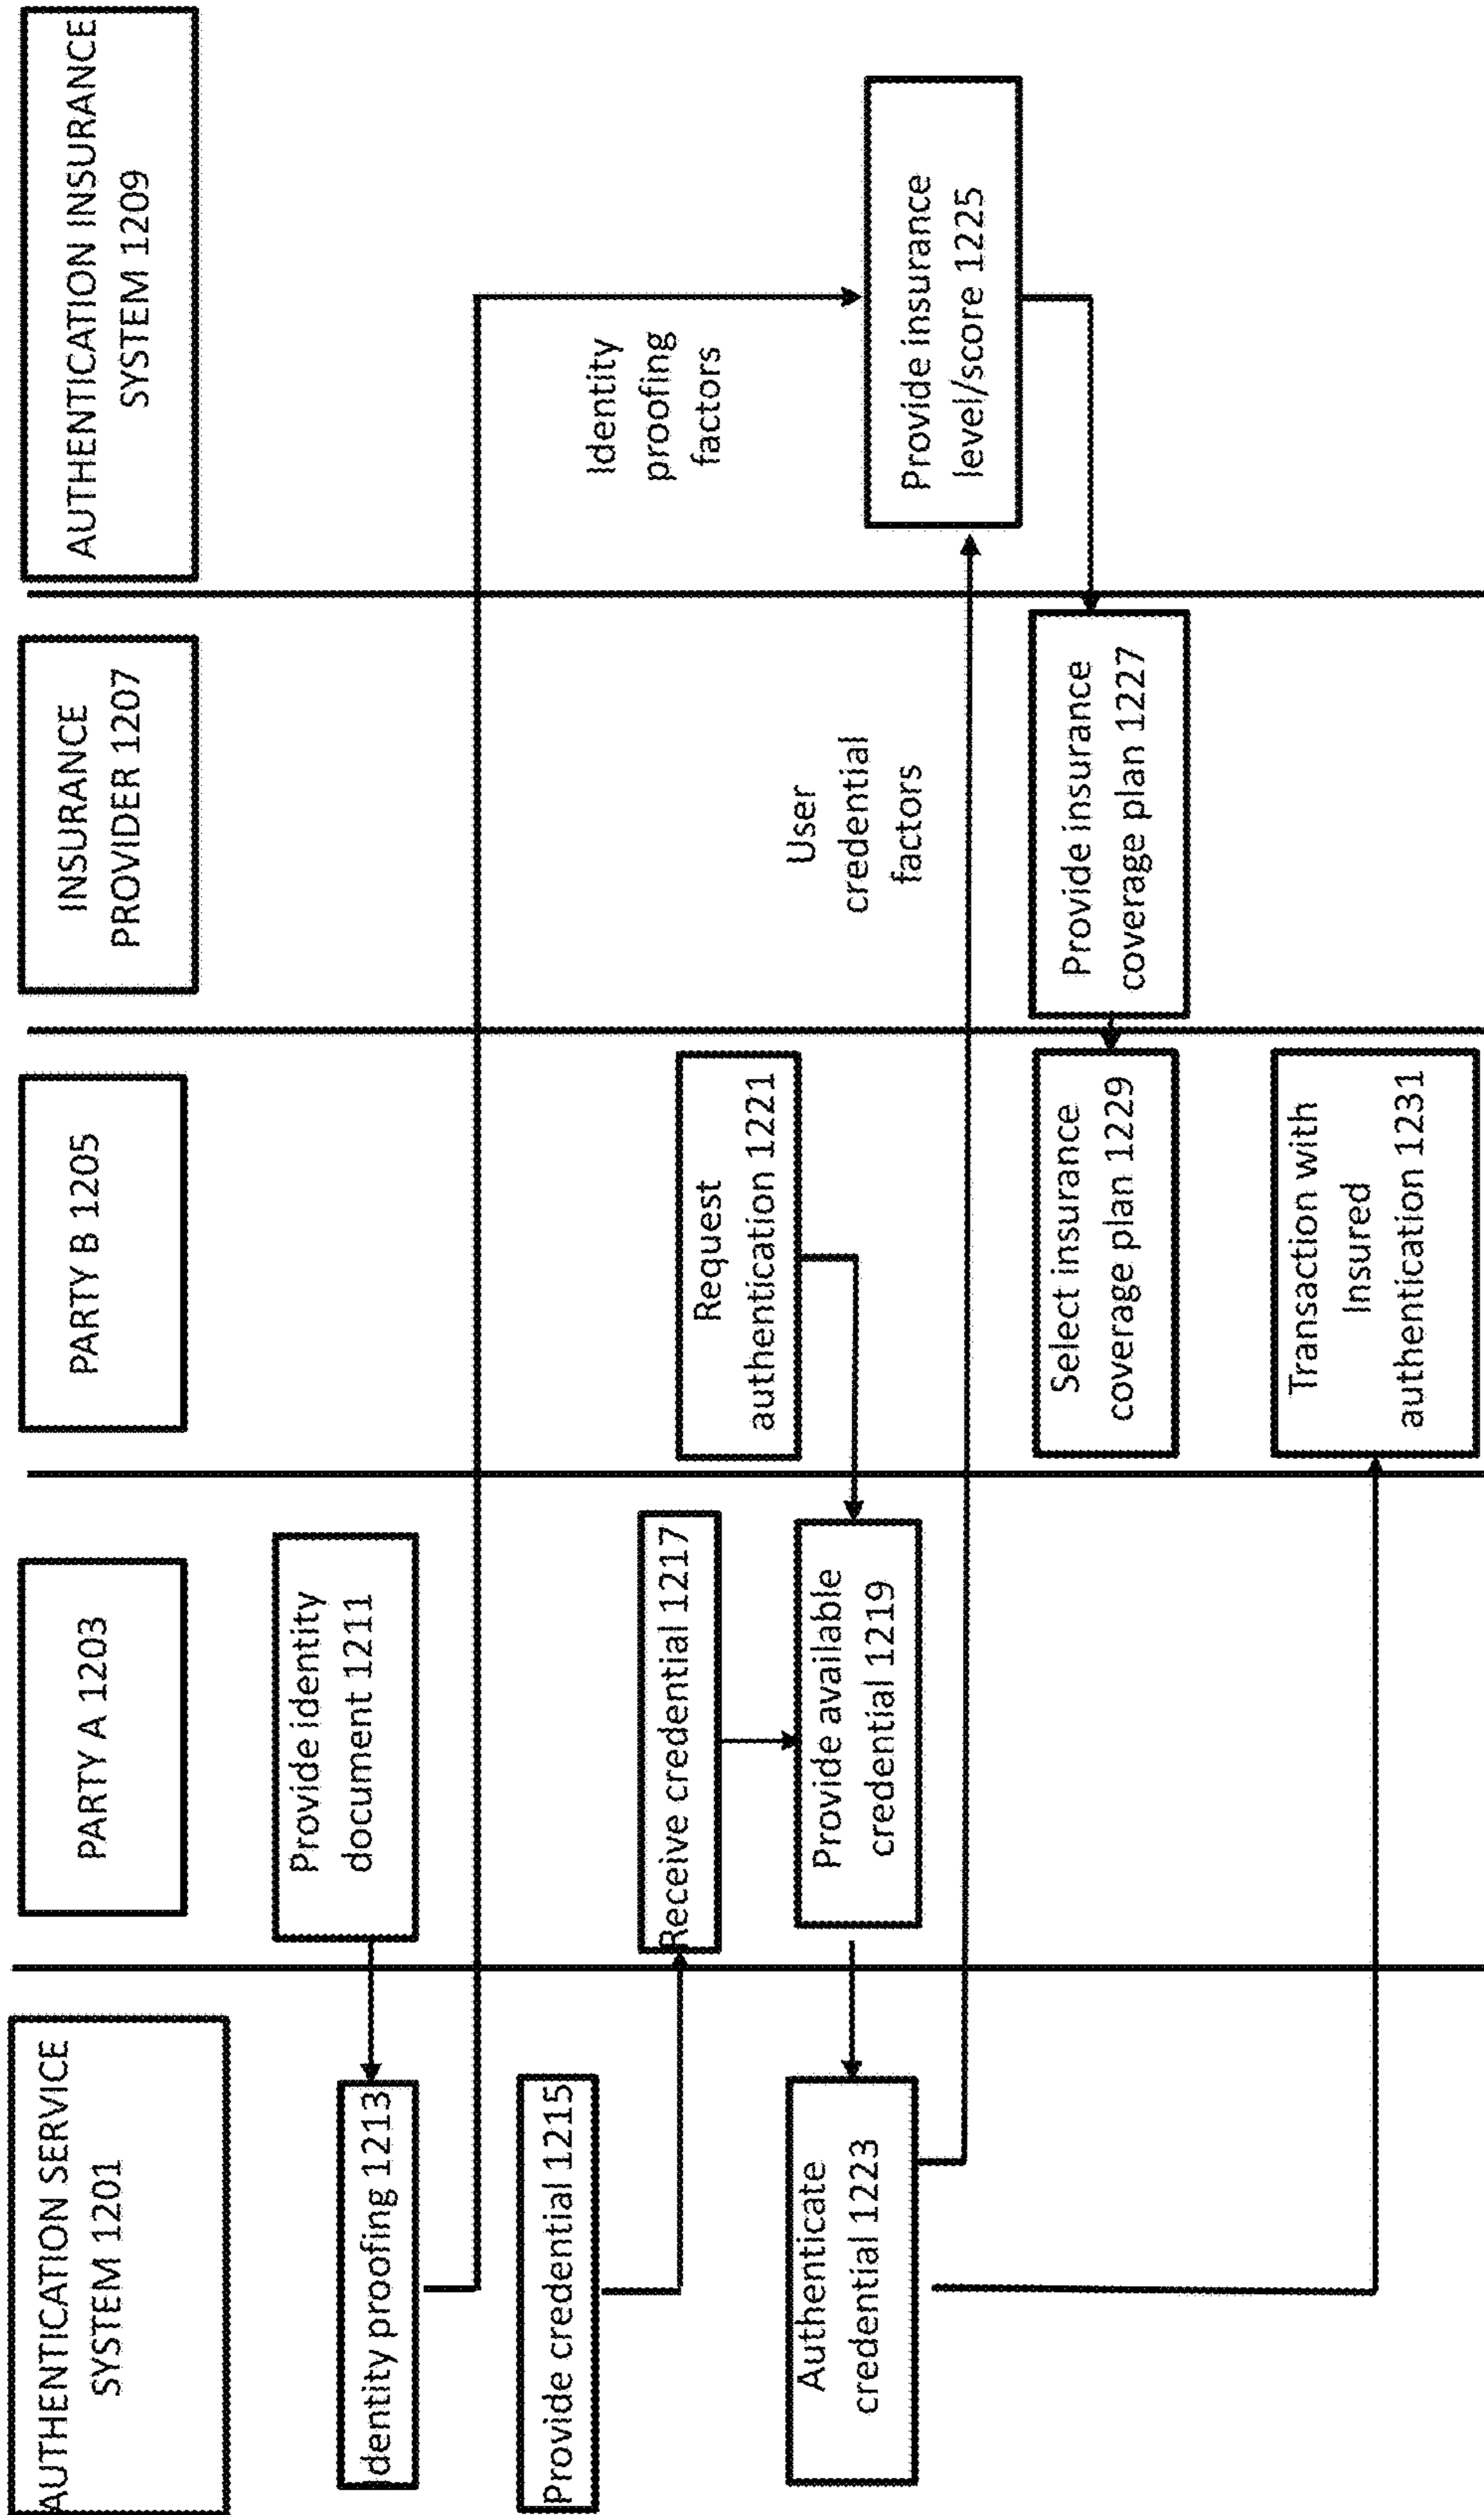 AUTHENTICATION SERVICE
SYSTEM 1201
PARTY A 1203
PARTY B 1205
INSURANCE
PROVIDER 1207
AUTHENTICATION INSURANCE
SYSTEM 1209
Provide identity
document 1211
Identity proofing 1213
Identity
proofing
factors
Provide credential 1215
Receive credential 1217
Request
authentication 1221
Provide available
credential 1219
Authenticate
credential 1223
User
credential
factors
Provide insurance
level/score 1225
Provide insurance
coverage plan 1227
Select insurance
coverage plan 1229
Transaction with
Insured
authentication 1231